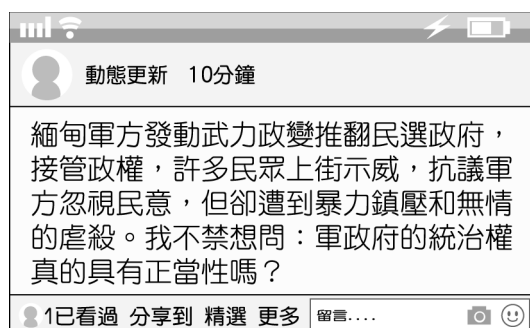 動態更新 10分鐘
緬甸軍方發動武力政變推翻民選政府，
接管政權，許多民眾上街示威，抗議軍
方忽視民意，但卻遭到暴力鎮壓和無情
的虐殺。我不禁想問：軍政府的統治權
真的具有正當性嗎？
1已看過 分享到 精選 更多 留言....